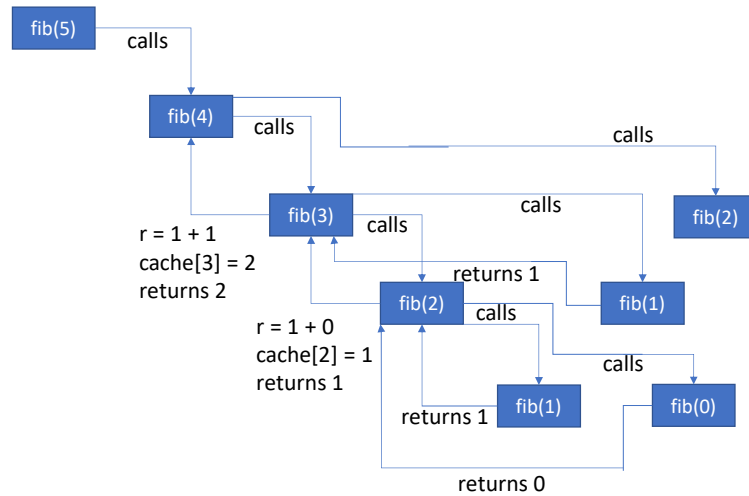 fib(5)
calls
fib(4)
calls
calls
fib(3)
calls
calls
fib(2)
r = 1 + 1
cache[3] = 2
returns 2
returns 1
fib(2)
calls
fib(1)
r = 1 + 0
cache[2] = 1
returns 1
calls
fib(1)
returns 1
fib(0)
returns 0